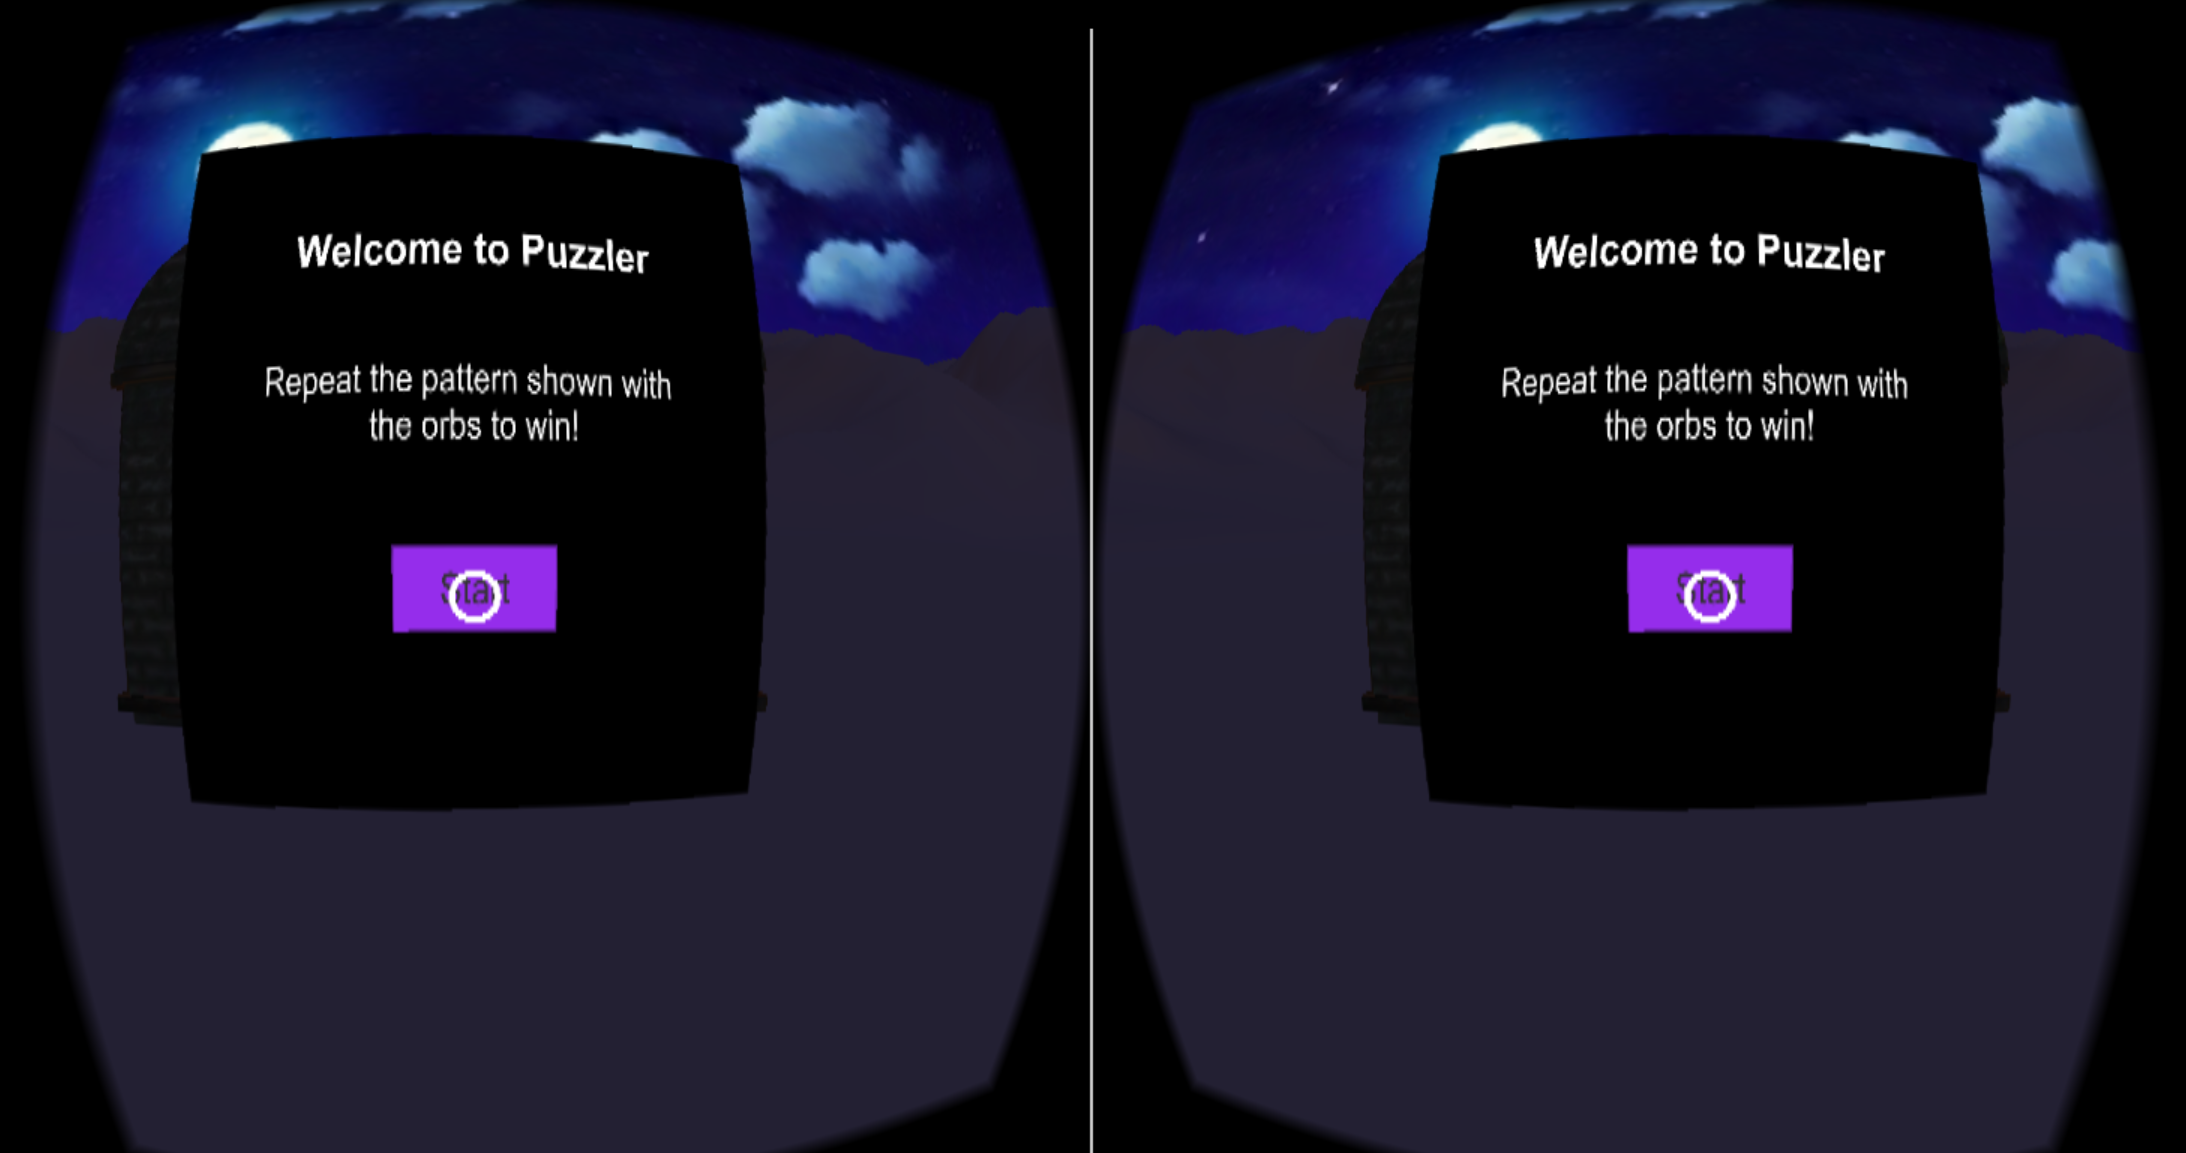 Welcome to Puzzler
Repeat the pattern shown with
the orbs to win!
Start
Welcome to Puzzler
Repeat the pattern shown with
the orbs to win!
Start